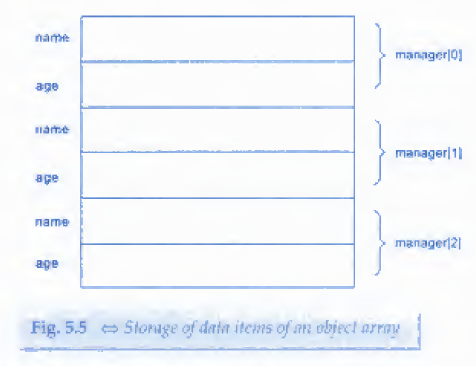 name
manager[0]
age
name
manager[1]
age
name
manager[2]
age
Fig. 5.5 ⇔ Storage of data items of an object array